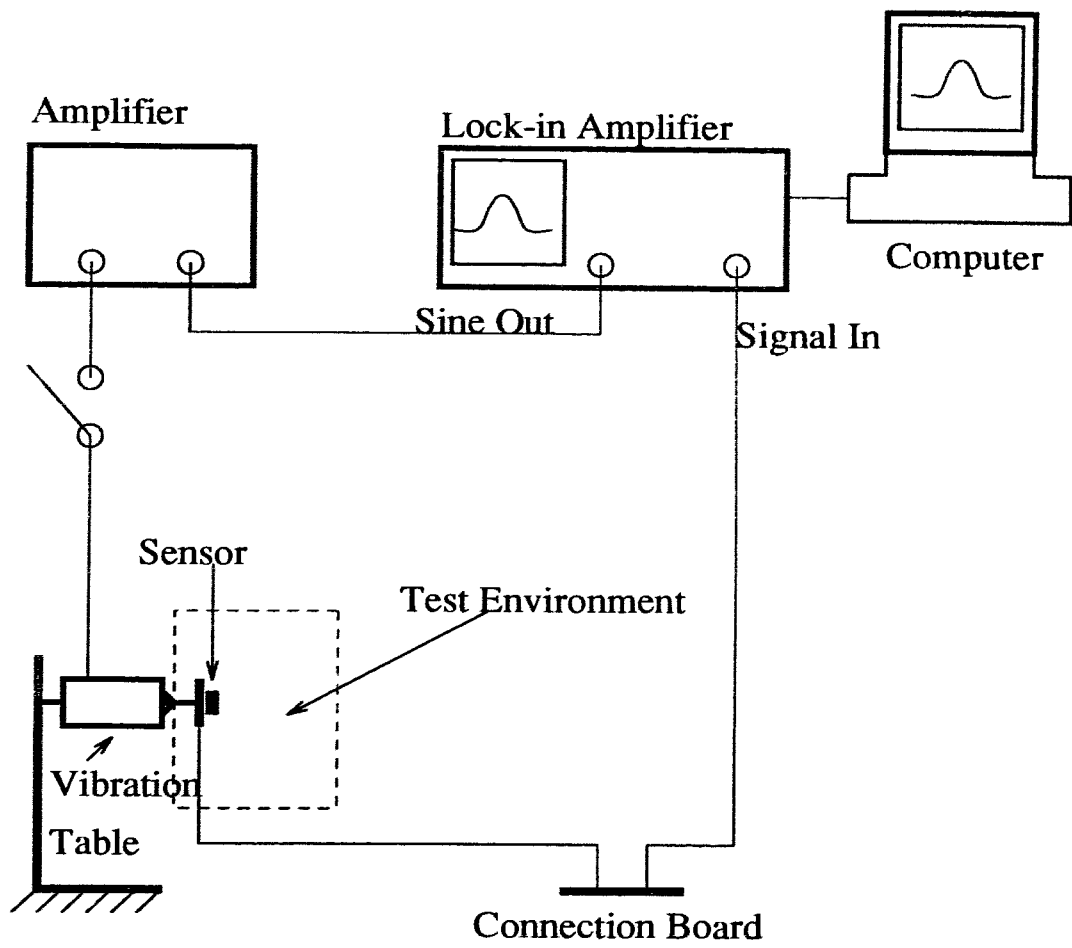 Amplifier
Lock-in Amplifier
Computer
Sine Out
Signal In
Sensor
Test Environment
Vibration
Table
Connection Board